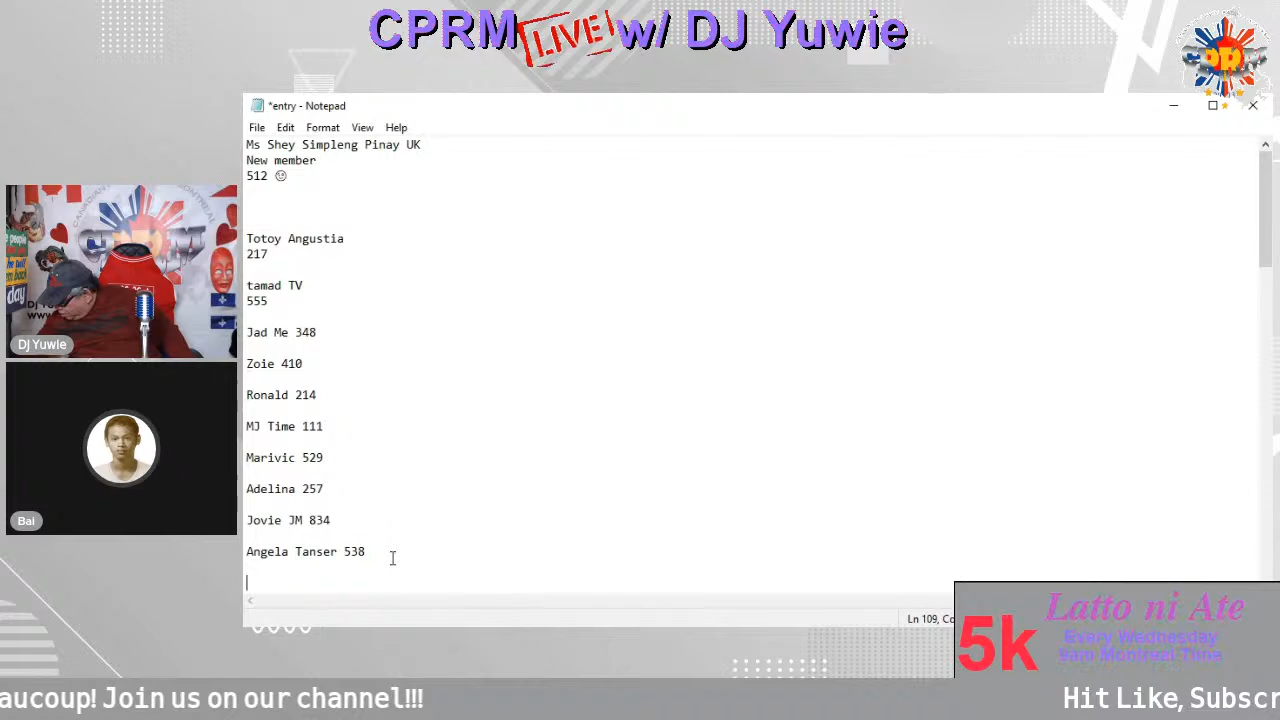 CPRM LIVE! w/ DJ Yuwie
*entry - Notepad
File Edit Format View Help
Ms Shey Simpleng Pinay UK
New member
512
Totoy Angustia
217
tamad TV
555
Jad Me 348
Zoie 410
Ronald 214
MJ Time 111
Marivic 529
Adelina 257
Jovie JM 834
Angela Tanser 538
Ln 109, Co
DJ Yuwie
Bai
5k
Latto ni Ate
Every Wednesday
9am Montreal Time
aucoup! Join us on our channel!!! Hit Like, Subscr